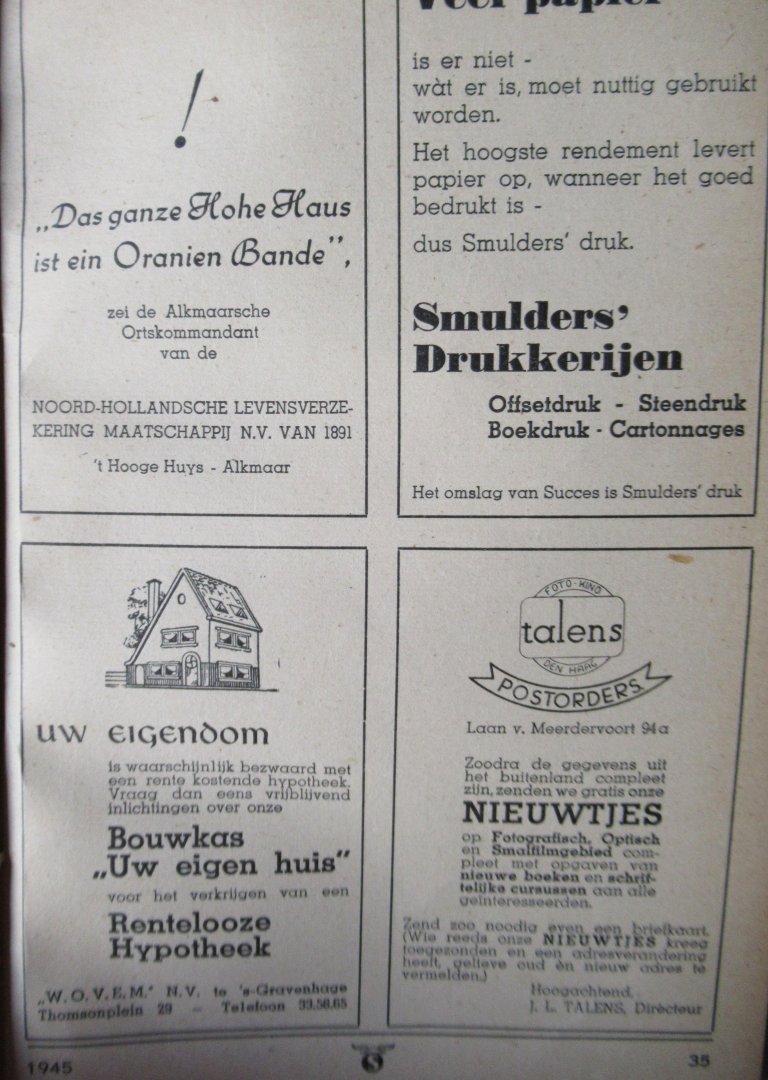 !
„Das ganze Hohe Haus
ist ein Oranien Bande”,
zei de Alkmaarsche
Ortskommandant
van de
NOORD-HOLLANDSCHE LEVENSVERZE-
KERING MAATSCHAPPIJ N.V. VAN 1891
't Hooge Huys - Alkmaar
Veel papier
is er niet -
wàt er is, moet nuttig gebruikt
worden.
Het hoogste rendement levert
papier op, wanneer het goed
bedrukt is -
dus Smulders' druk.
Smulders'
Drukkerijen
Offsetdruk - Steendruk
Boekdruk - Cartonnages
Het omslag van Succes is Smulders' druk
UW EIGENDOM
is waarschijnlijk bezwaard met
een rente kostende hypotheek.
Vraag dan eens vrijblijvend
inlichtingen over onze
Bouwkas
„Uw eigen huis”
voor het verkrijgen van een
Rentelooze
Hypotheek
„W.O.V.E.M.” N.V. te 's-Gravenhage
Thomsonplein 29 - Telefoon 33.56.65
FOTO-KINO
talens
DEN HAAG
POSTORDERS
Laan v. Meerdervoort 94a
Zoodra de gegevens uit
het buitenland compleet
zijn, zenden we gratis onze
NIEUWTJES
op Fotografisch, Optisch
en Smalfilmgebied com-
pleet met opgaven van
nieuwe boeken en schrif-
telijke cursussen aan alle
geïnteresseerden.
Zend zoo noodig even een briefkaart.
(Wie reeds onze NIEUWTJES kreeg
toegezonden en een adresverandering
heeft, gelieve oud èn nieuw adres te
vermelden.)
Hoogachtend,
J. L. TALENS, Directeur
1945
S
35